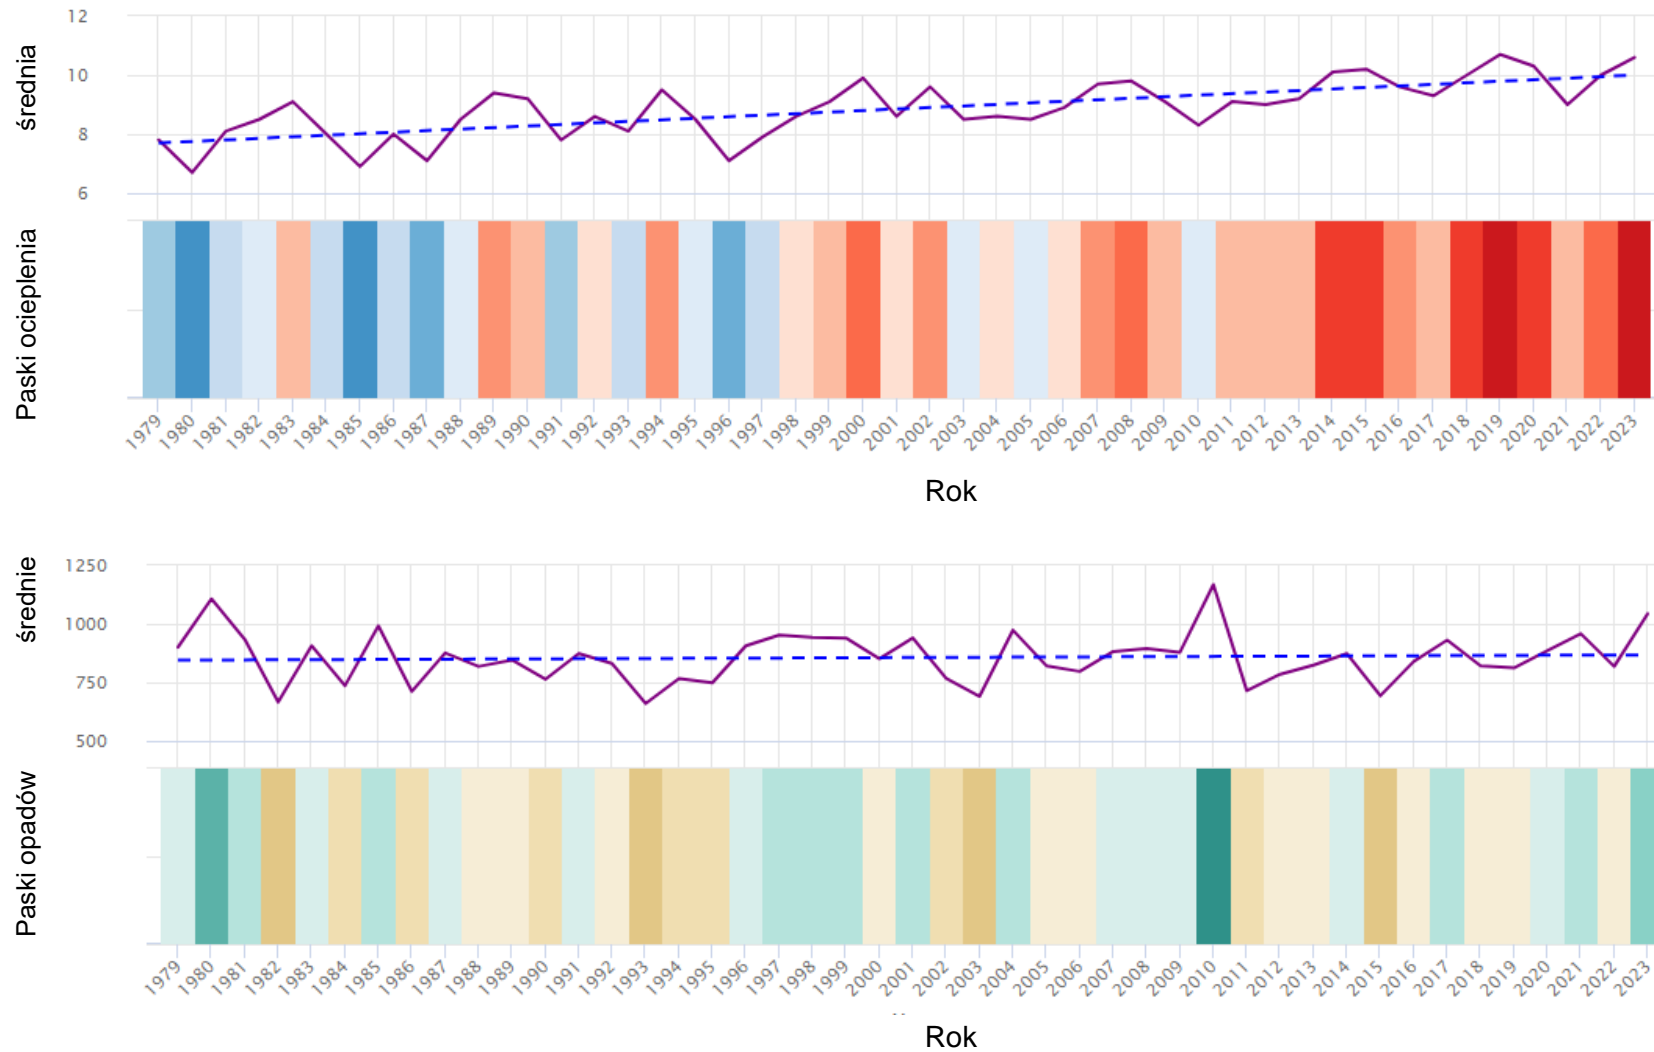 12
10
8
6
średnia
Paski ocieplenia
1979 1980 1981 1982 1983 1984 1985 1986 1987 1988 1989 1990 1991 1992 1993 1994 1995 1996 1997 1998 1999 2000 2001 2002 2003 2004 2005 2006 2007 2008 2009 2010 2011 2012 2013 2014 2015 2016 2017 2018 2019 2020 2021 2022 2023
Rok
1250
1000
750
500
średnie
Paski opadów
1979 1980 1981 1982 1983 1984 1985 1986 1987 1988 1989 1990 1991 1992 1993 1994 1995 1996 1997 1998 1999 2000 2001 2002 2003 2004 2005 2006 2007 2008 2009 2010 2011 2012 2013 2014 2015 2016 2017 2018 2019 2020 2021 2022 2023
Rok